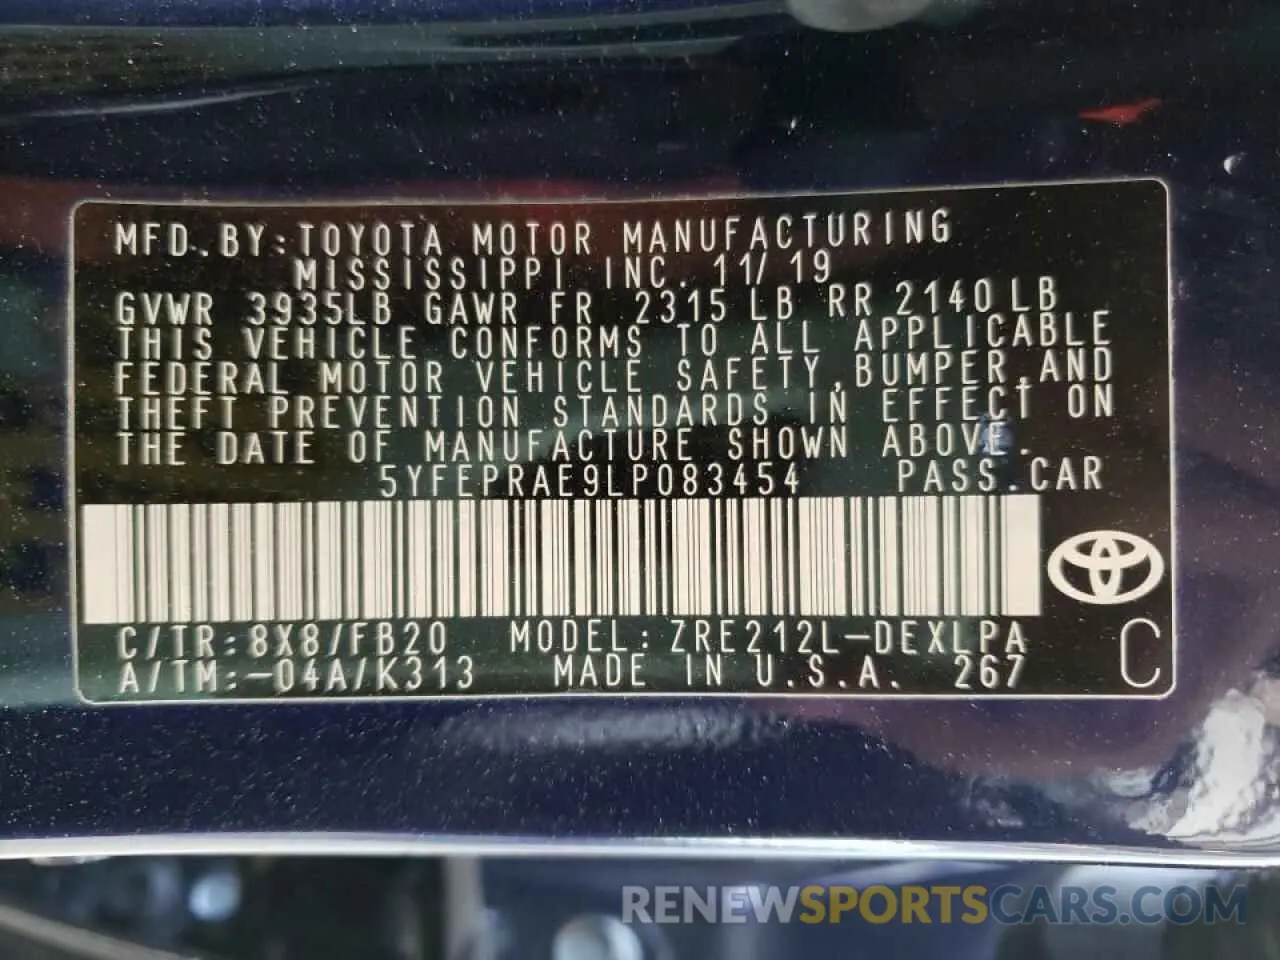 MFD.BY:TOYOTA MOTOR MANUFACTURING
MISSISSIPPI INC. 11/19
GVWR 3935LB GAWR FR 2315 LB RR 2140 LB
THIS VEHICLE CONFORMS TO ALL APPLICABLE
FEDERAL MOTOR VEHICLE SAFETY,BUMPER,AND
THEFT PREVENTION STANDARDS IN EFFECT ON
THE DATE OF MANUFACTURE SHOWN ABOVE.
5YFEPRAE9LP083454 PASS.CAR
C/TR:8X8/FB20 MODEL:ZRE212L-DEXLPA
A/TM:-04A/K313 MADE IN U.S.A. 267 C
RENEWSPORTSCARS.COM